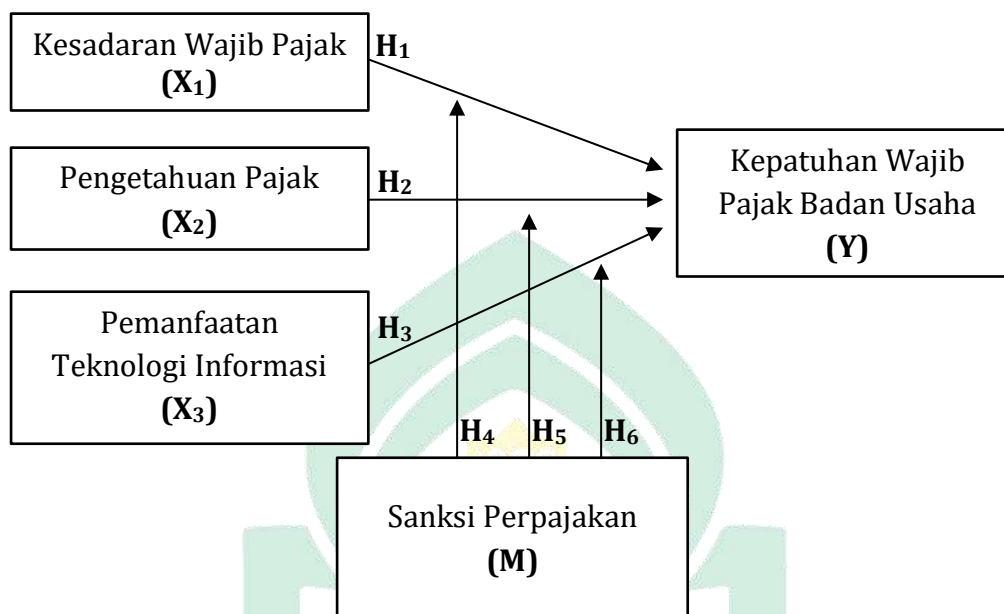 Kesadaran Wajib Pajak
(X₁)
H₁
Pengetahuan Pajak
(X₂)
H₂
Pemanfaatan
Teknologi Informasi
(X₃)
H₃
Kepatuhan Wajib
Pajak Badan Usaha
(Y)
H₄ H₅ H₆
Sanksi Perpajakan
(M)